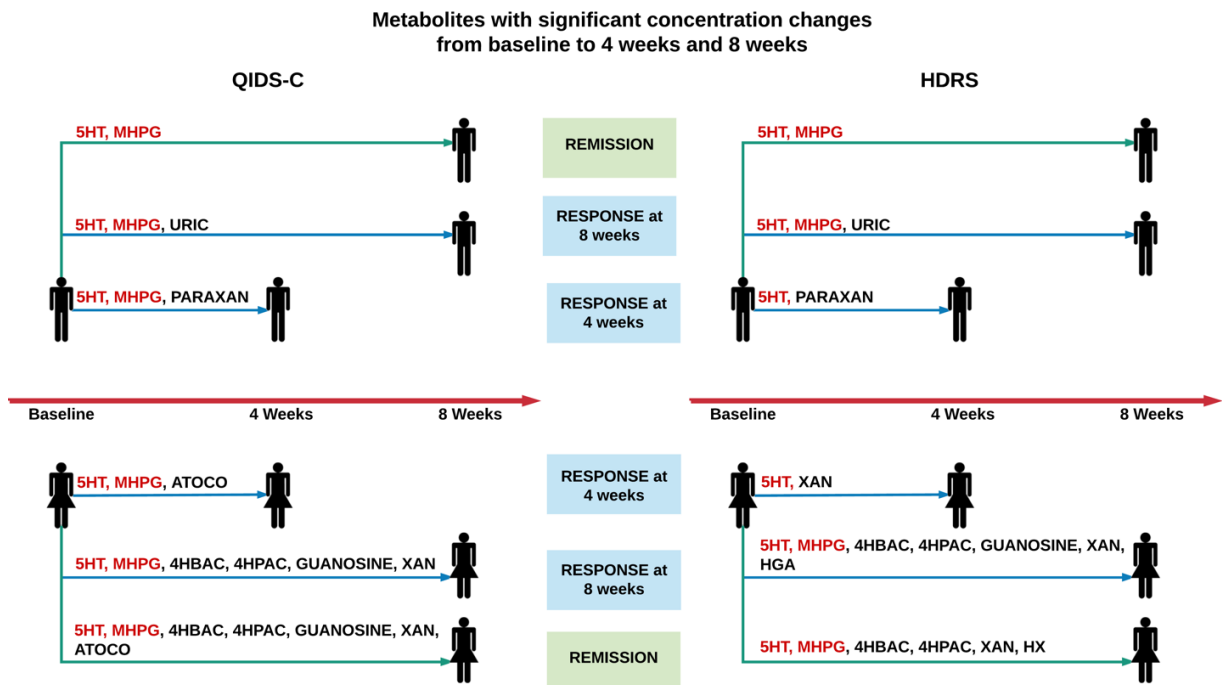 Metabolites with significant concentration changes
from baseline to 4 weeks and 8 weeks
QIDS-C
HDRS
5HT, MHPG
REMISSION
5HT, MHPG
5HT, MHPG, URIC
RESPONSE at
8 weeks
5HT, MHPG, URIC
5HT, MHPG, PARAXAN
RESPONSE at
4 weeks
5HT, PARAXAN
Baseline
4 Weeks
8 Weeks
Baseline
4 Weeks
8 Weeks
5HT, MHPG, ATOCO
RESPONSE at
4 weeks
5HT, XAN
5HT, MHPG, 4HBAC, 4HPAC, GUANOSINE, XAN
RESPONSE at
8 weeks
5HT, MHPG, 4HBAC, 4HPAC, GUANOSINE, XAN,
HGA
5HT, MHPG, 4HBAC, 4HPAC, GUANOSINE, XAN,
ATOCO
REMISSION
5HT, MHPG, 4HBAC, 4HPAC, XAN, HX